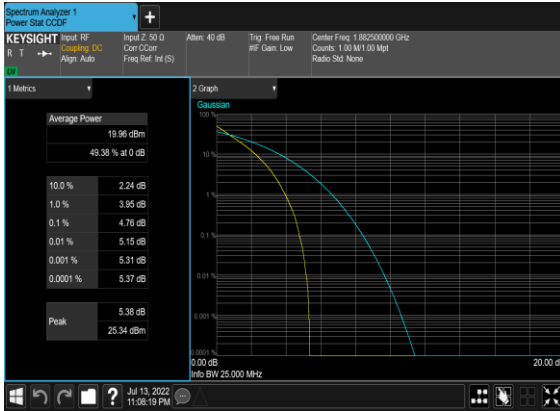 Spectrum Analyzer 1
Power Stat CCDF
KEYSIGHT
R T
Input: RF
Coupling: DC
Align: Auto
Input Z: 50 Ω
Corr CCorr
Freq Ref: Int (S)
Atten: 40 dB
Trig: Free Run
#IF Gain: Low
Center Freq: 1.882500000 GHz
Counts: 1.00 M/1.00 Mpt
Radio Std: None
1 Metrics
Average Power
19.96 dBm
49.38 % at 0 dB
10.0 % 2.24 dB
1.0 % 3.95 dB
0.1 % 4.76 dB
0.01 % 5.15 dB
0.001 % 5.31 dB
0.0001 % 5.37 dB
Peak
5.38 dB
25.34 dBm
2 Graph
Gaussian
100 %
10 %
1 %
0.1 %
0.01 %
0.001 %
0.0001 %
0.00 dB
20.00 d
Info BW 25.000 MHz
?
Jul 13, 2022
11:08:19 PM